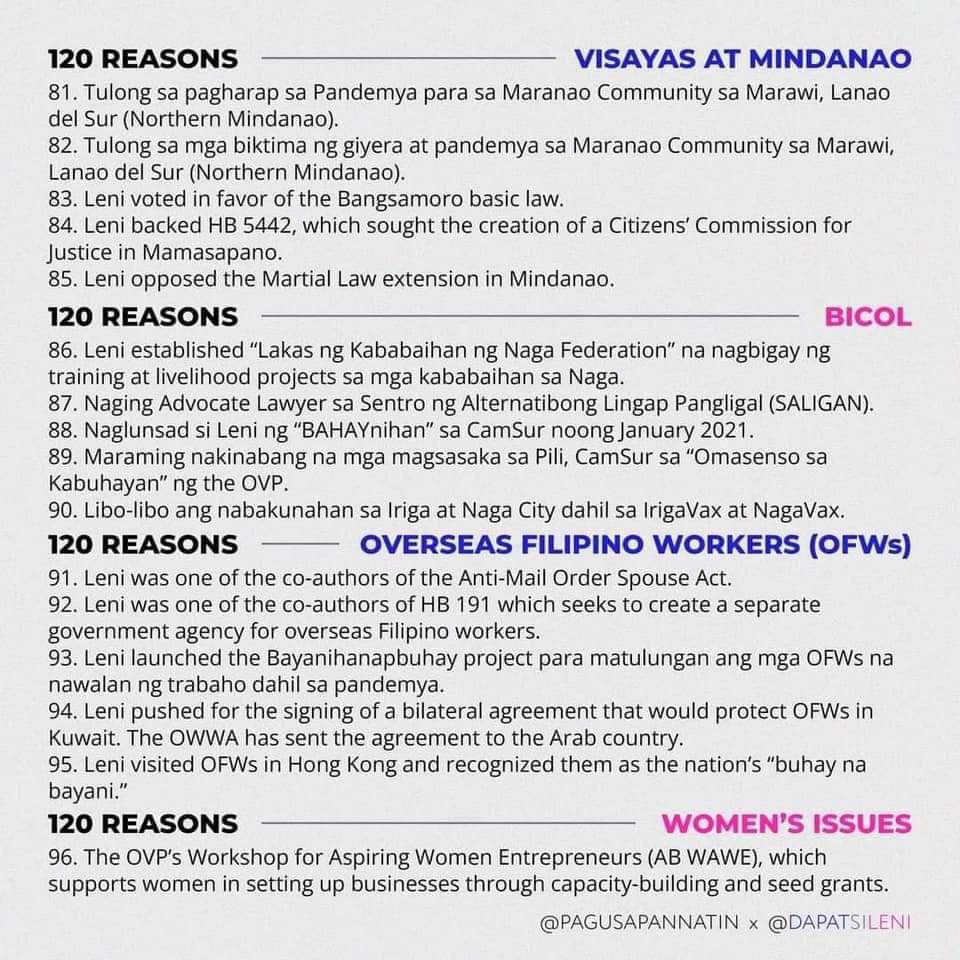 120 REASONS VISAYAS AT MINDANAO
81. Tulong sa pagharap sa Pandemya para sa Maranao Community sa Marawi, Lanao
del Sur (Northern Mindanao).
82. Tulong sa mga biktima ng giyera at pandemya sa Maranao Community sa Marawi,
Lanao del Sur (Northern Mindanao).
83. Leni voted in favor of the Bangsamoro basic law.
84. Leni backed HB 5442, which sought the creation of a Citizens’ Commission for
Justice in Mamasapano.
85. Leni opposed the Martial Law extension in Mindanao.
120 REASONS BICOL
86. Leni established “Lakas ng Kababaihan ng Naga Federation” na nagbigay ng
training at livelihood projects sa mga kababaihan sa Naga.
87. Naging Advocate Lawyer sa Sentro ng Alternatibong Lingap Pangligal (SALIGAN).
88. Naglunsad si Leni ng “BAHAYnihan” sa CamSur noong January 2021.
89. Maraming nakinabang na mga magsasaka sa Pili, CamSur sa “Omasenso sa
Kabuhayan” ng the OVP.
90. Libo-libo ang nabakunahan sa Iriga at Naga City dahil sa IrigaVax at NagaVax.
120 REASONS OVERSEAS FILIPINO WORKERS (OFWs)
91. Leni was one of the co-authors of the Anti-Mail Order Spouse Act.
92. Leni was one of the co-authors of HB 191 which seeks to create a separate
government agency for overseas Filipino workers.
93. Leni launched the Bayanihanapbuhay project para matulungan ang mga OFWs na
nawalan ng trabaho dahil sa pandemya.
94. Leni pushed for the signing of a bilateral agreement that would protect OFWs in
Kuwait. The OWWA has sent the agreement to the Arab country.
95. Leni visited OFWs in Hong Kong and recognized them as the nation’s “buhay na
bayani.”
120 REASONS WOMEN’S ISSUES
96. The OVP’s Workshop for Aspiring Women Entrepreneurs (AB WAWE), which
supports women in setting up businesses through capacity-building and seed grants.
@PAGUSAPANNATIN x @DAPATSILENI